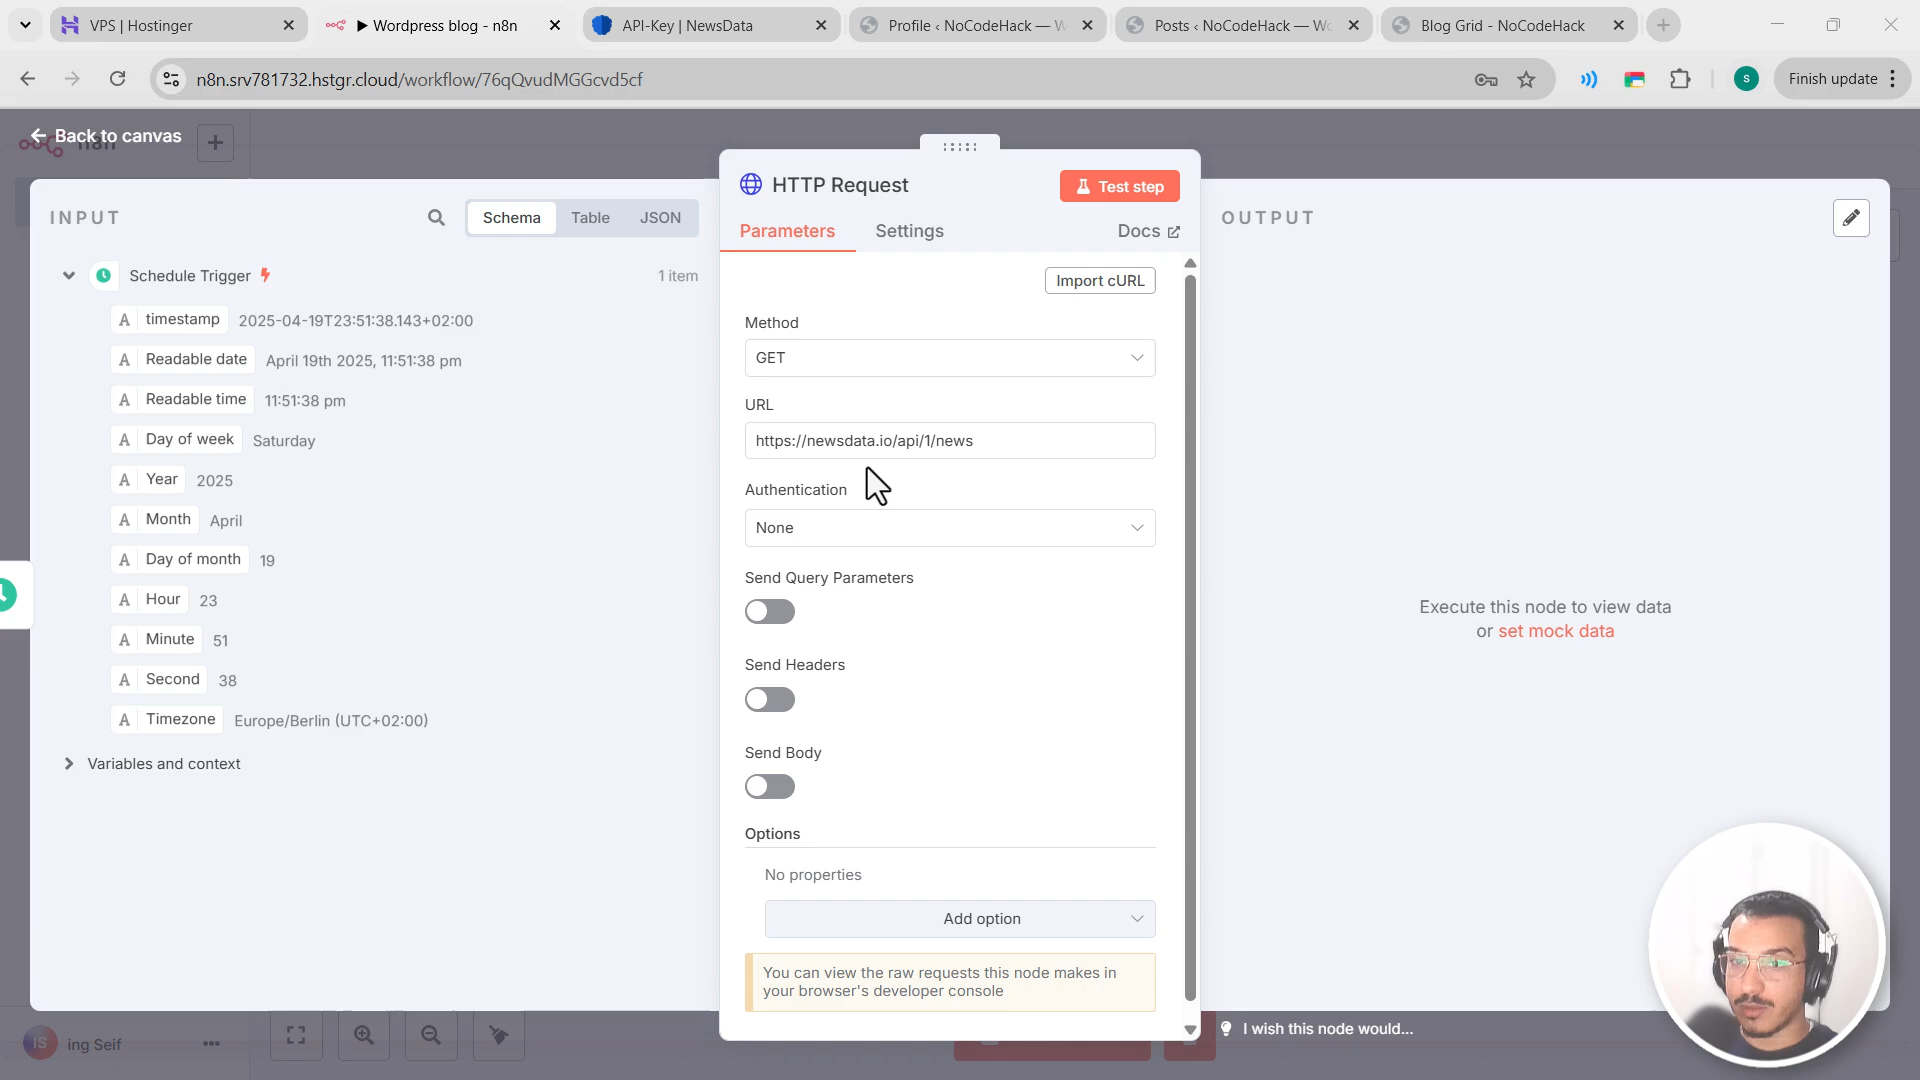 VPS | Hostinger
▶ Wordpress blog - n8n
API-Key | NewsData
Profile ‹ NoCodeHack — W
Posts ‹ NoCodeHack — Wo
Blog Grid - NoCodeHack
n8n.srv781732.hstgr.cloud/workflow/76qQvudMGGcvd5cf
S
Finish update
Back to canvas
n8n
INPUT
Schema
Table
JSON
Schedule Trigger
1 item
A timestamp 2025-04-19T23:51:38.143+02:00
A Readable date April 19th 2025, 11:51:38 pm
A Readable time 11:51:38 pm
A Day of week Saturday
A Year 2025
A Month April
A Day of month 19
A Hour 23
A Minute 51
A Second 38
A Timezone Europe/Berlin (UTC+02:00)
Variables and context
HTTP Request
Test step
Parameters
Settings
Docs
Import cURL
Method
GET
URL
https://newsdata.io/api/1/news
Authentication
None
Send Query Parameters
Send Headers
Send Body
Options
No properties
Add option
You can view the raw requests this node makes in
your browser's developer console
OUTPUT
Execute this node to view data
or set mock data
IS
ing Seif
I wish this node would...